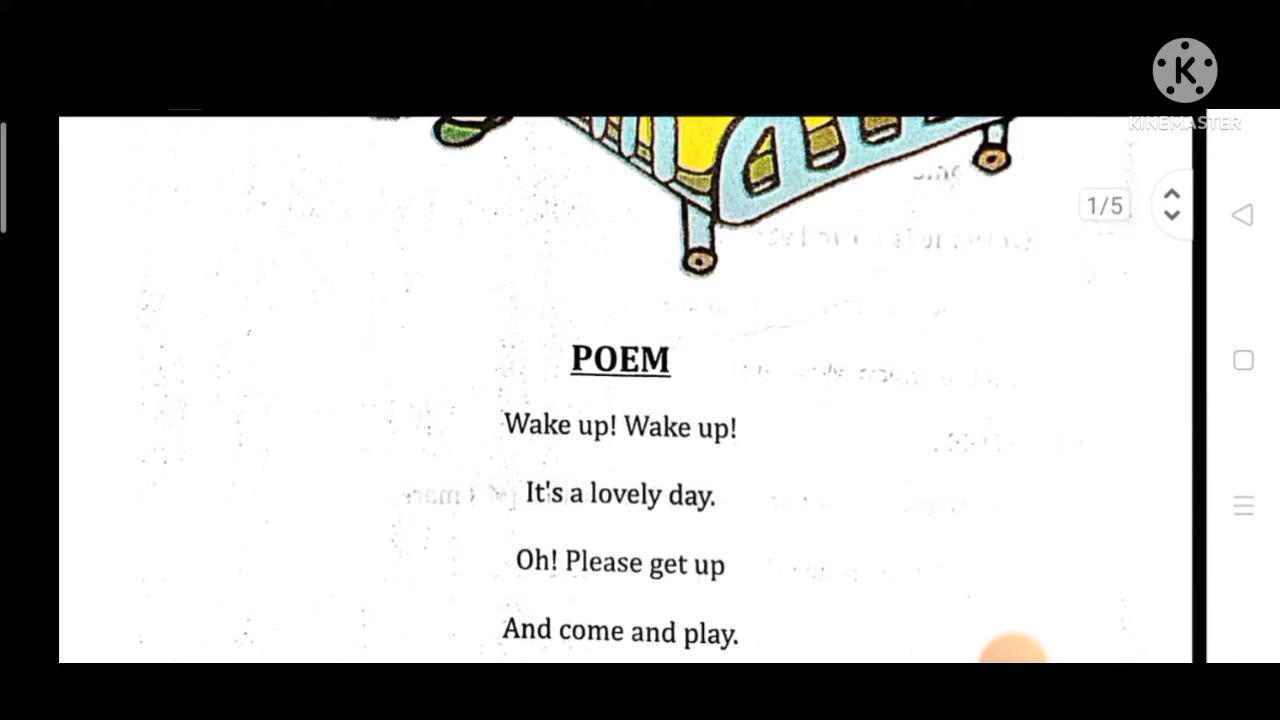 KINEMASTER
1/5
POEM
Wake up! Wake up!
It's a lovely day.
Oh! Please get up
And come and play.